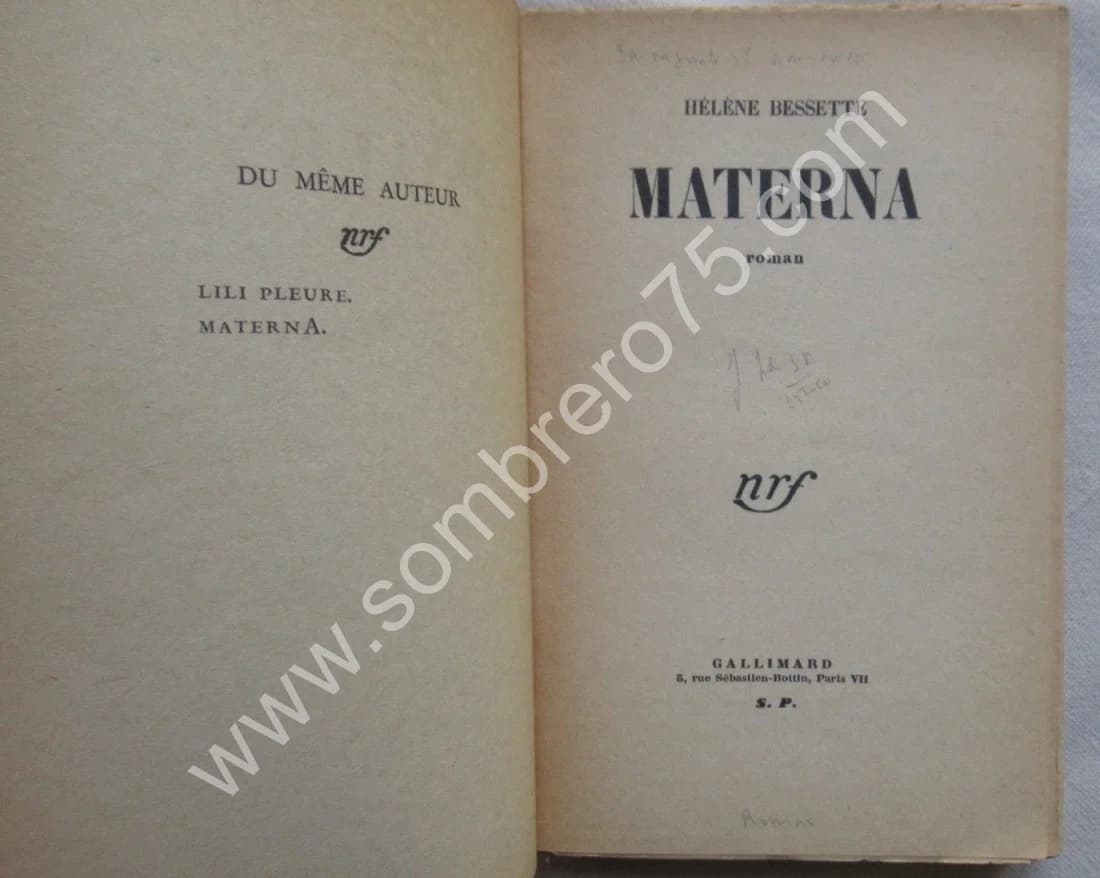 DU MÊME AUTEUR
nrf
LILI PLEURE.
MATERNA.
HÉLÈNE BESSETTE
MATERNA
roman
nrf
GALLIMARD
5, rue Sébastien-Bottin, Paris VII
S. P.
Roman
www.sombrero75.com